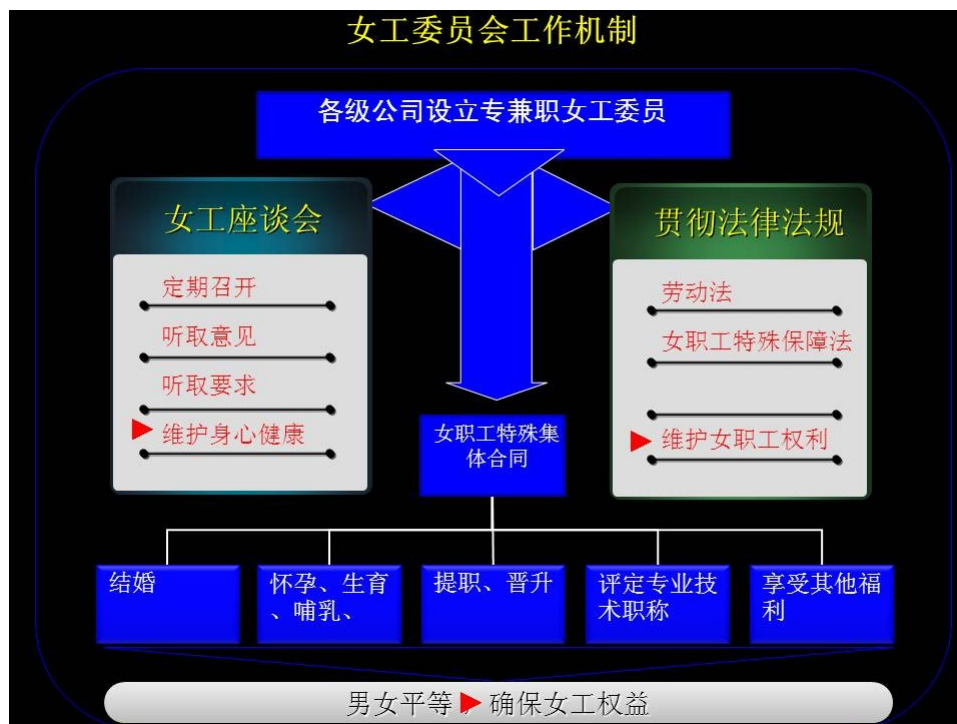 女工委员会工作机制
各级公司设立专兼职女工委员
女工座谈会
定期召开
听取意见
听取要求
维护身心健康
贯彻法律法规
劳动法
女职工特殊保障法
维护女职工权利
女职工特殊集
体合同
结婚
怀孕、生育
、哺乳、
提职、晋升
评定专业技
术职称
享受其他福
利
男女平等 确保女工权益